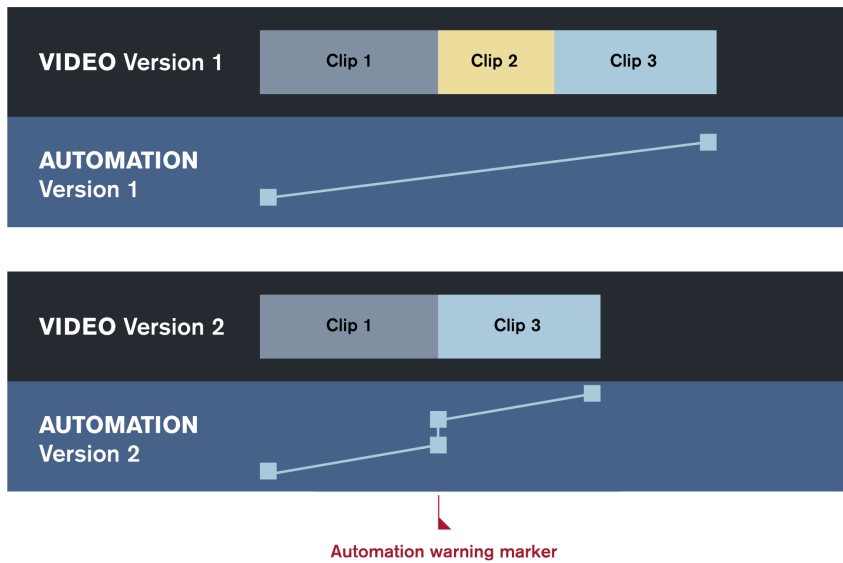 VIDEO Version 1
Clip 1
Clip 2
Clip 3
AUTOMATION
Version 1
VIDEO Version 2
Clip 1
Clip 3
AUTOMATION
Version 2
Automation warning marker